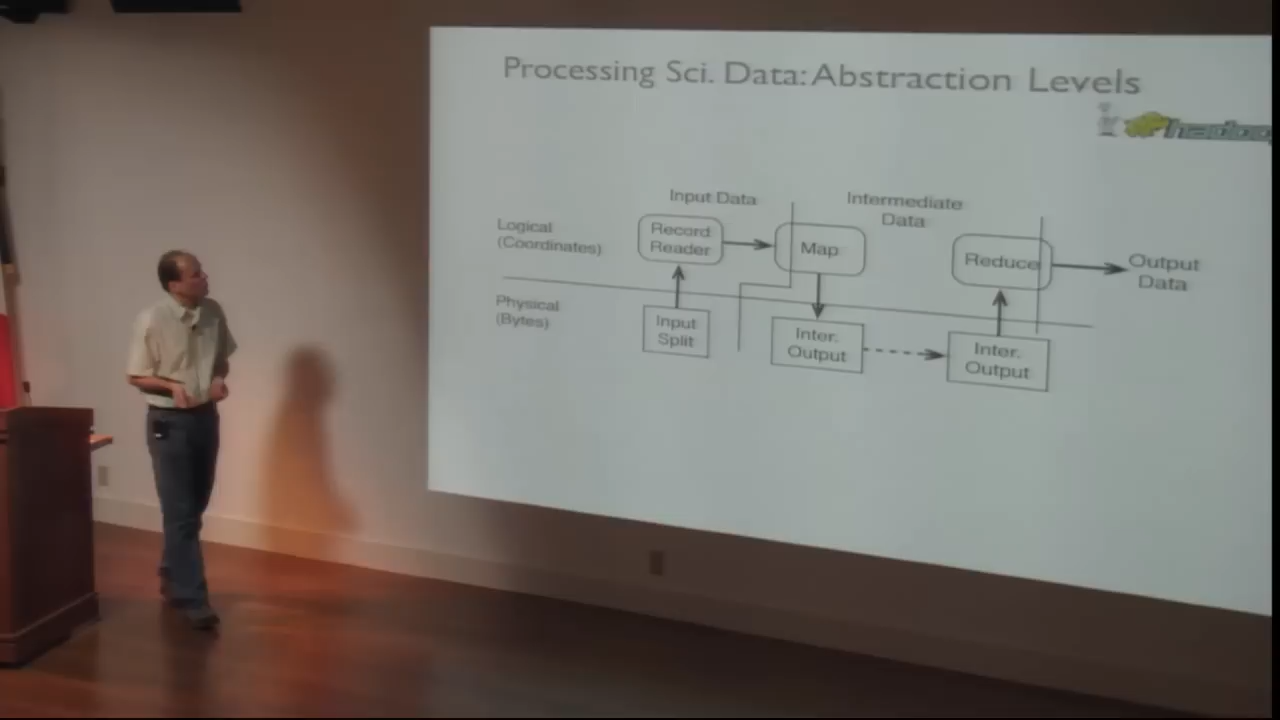 Processing Sci. Data: Abstraction Levels
hadoop
Input Data
Intermediate
Data
Logical
(Coordinates)
Record
Reader
Map
Reduce
Output
Data
Physical
(Bytes)
Input
Split
Inter.
Output
Inter.
Output